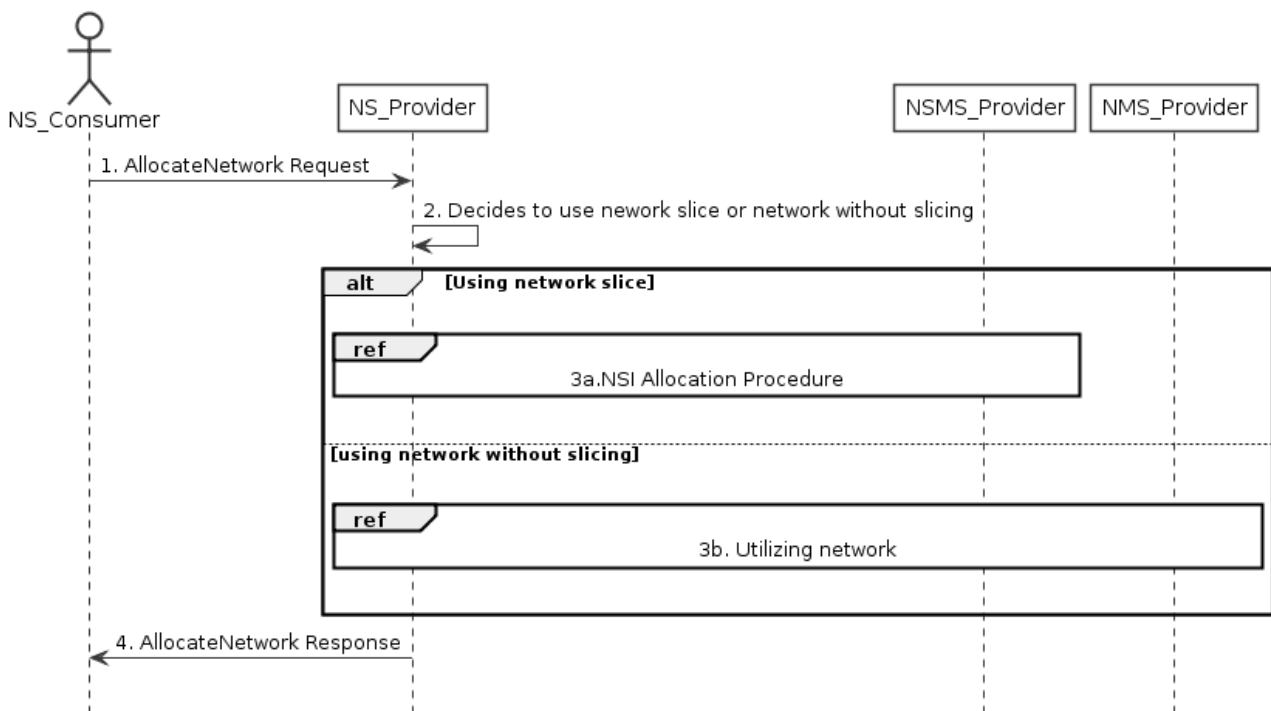 NS_Consumer
NS_Provider
NSMS_Provider
NMS_Provider
1. AllocateNetwork Request
2. Decides to use nework slice or network without slicing
alt
[Using network slice]
ref
3a.NSI Allocation Procedure
[using network without slicing]
ref
3b. Utilizing network
4. AllocateNetwork Response